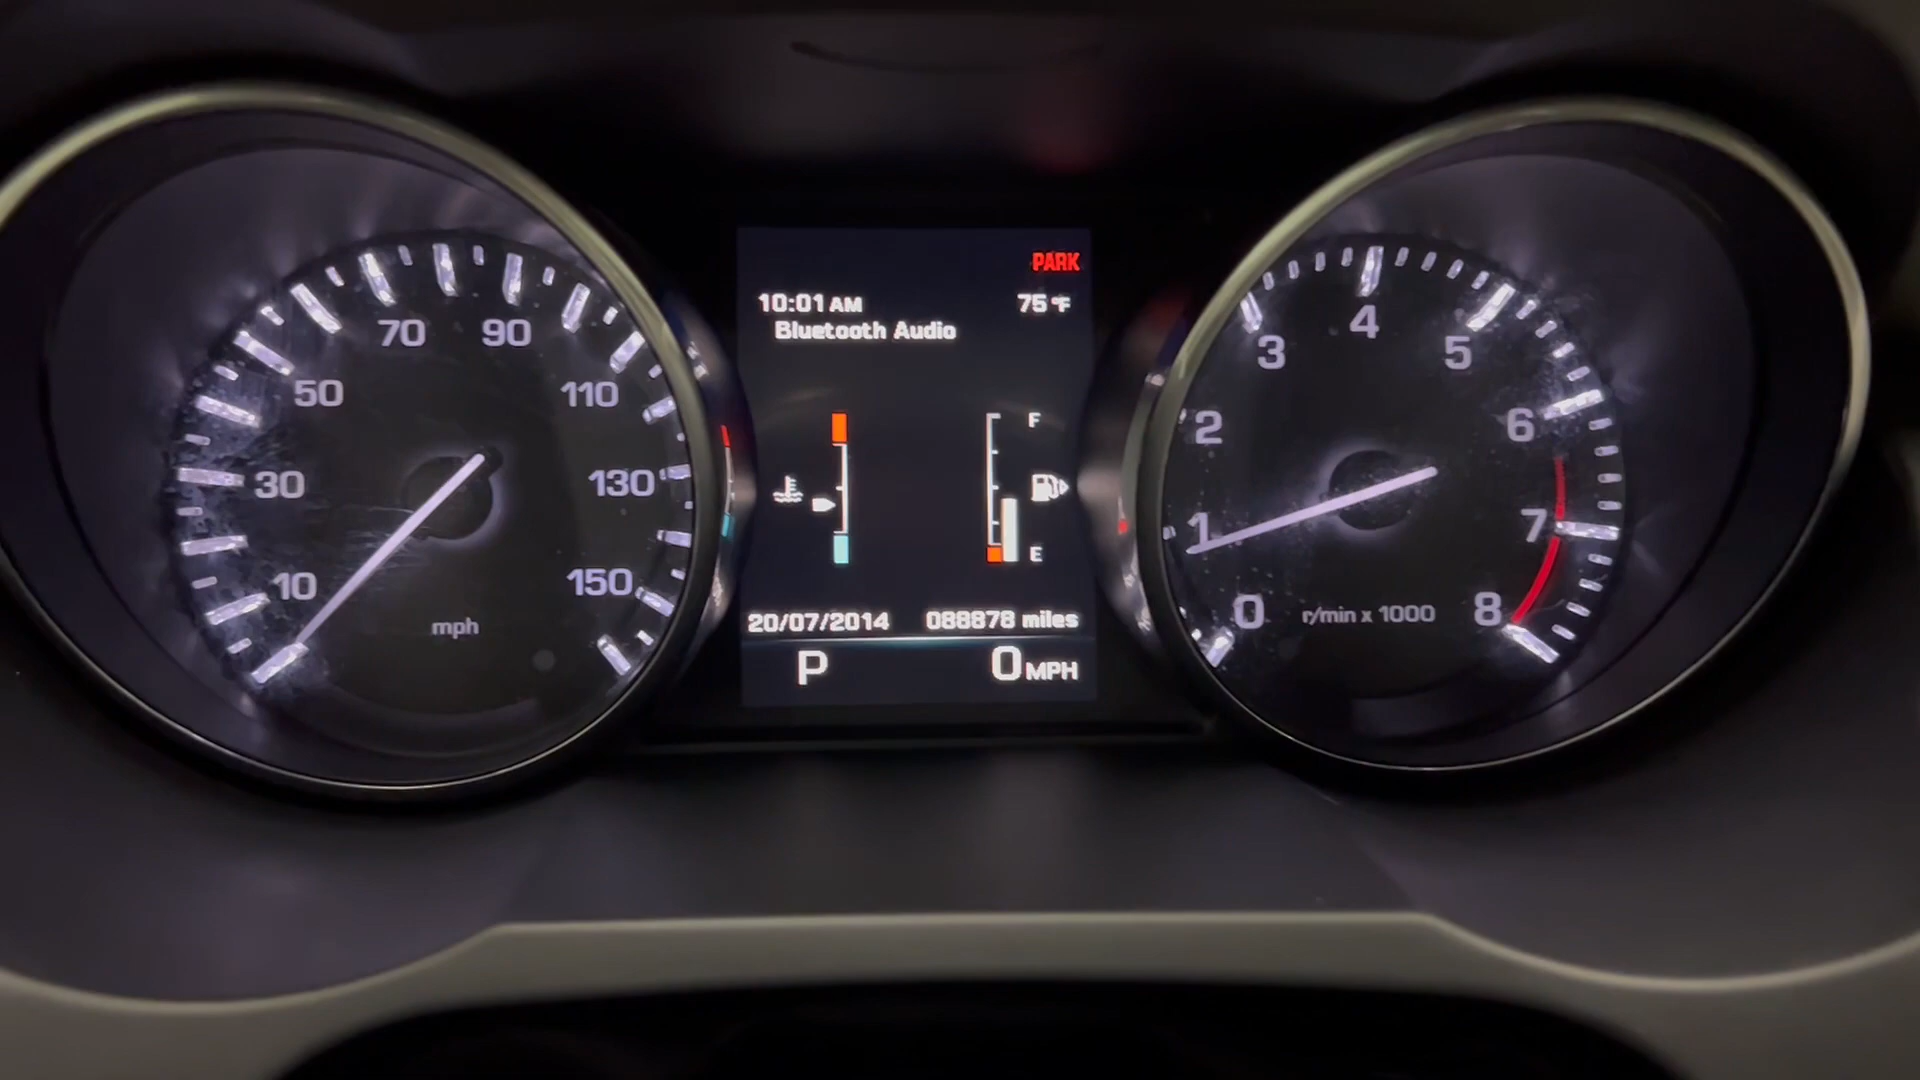 PARK
10:01 AM 75 °F
Bluetooth Audio
10
30
50
70
90
110
130
150
mph
F
E
20/07/2014 088878 miles
P 0 MPH
0
1
2
3
4
5
6
7
8
r/min x 1000